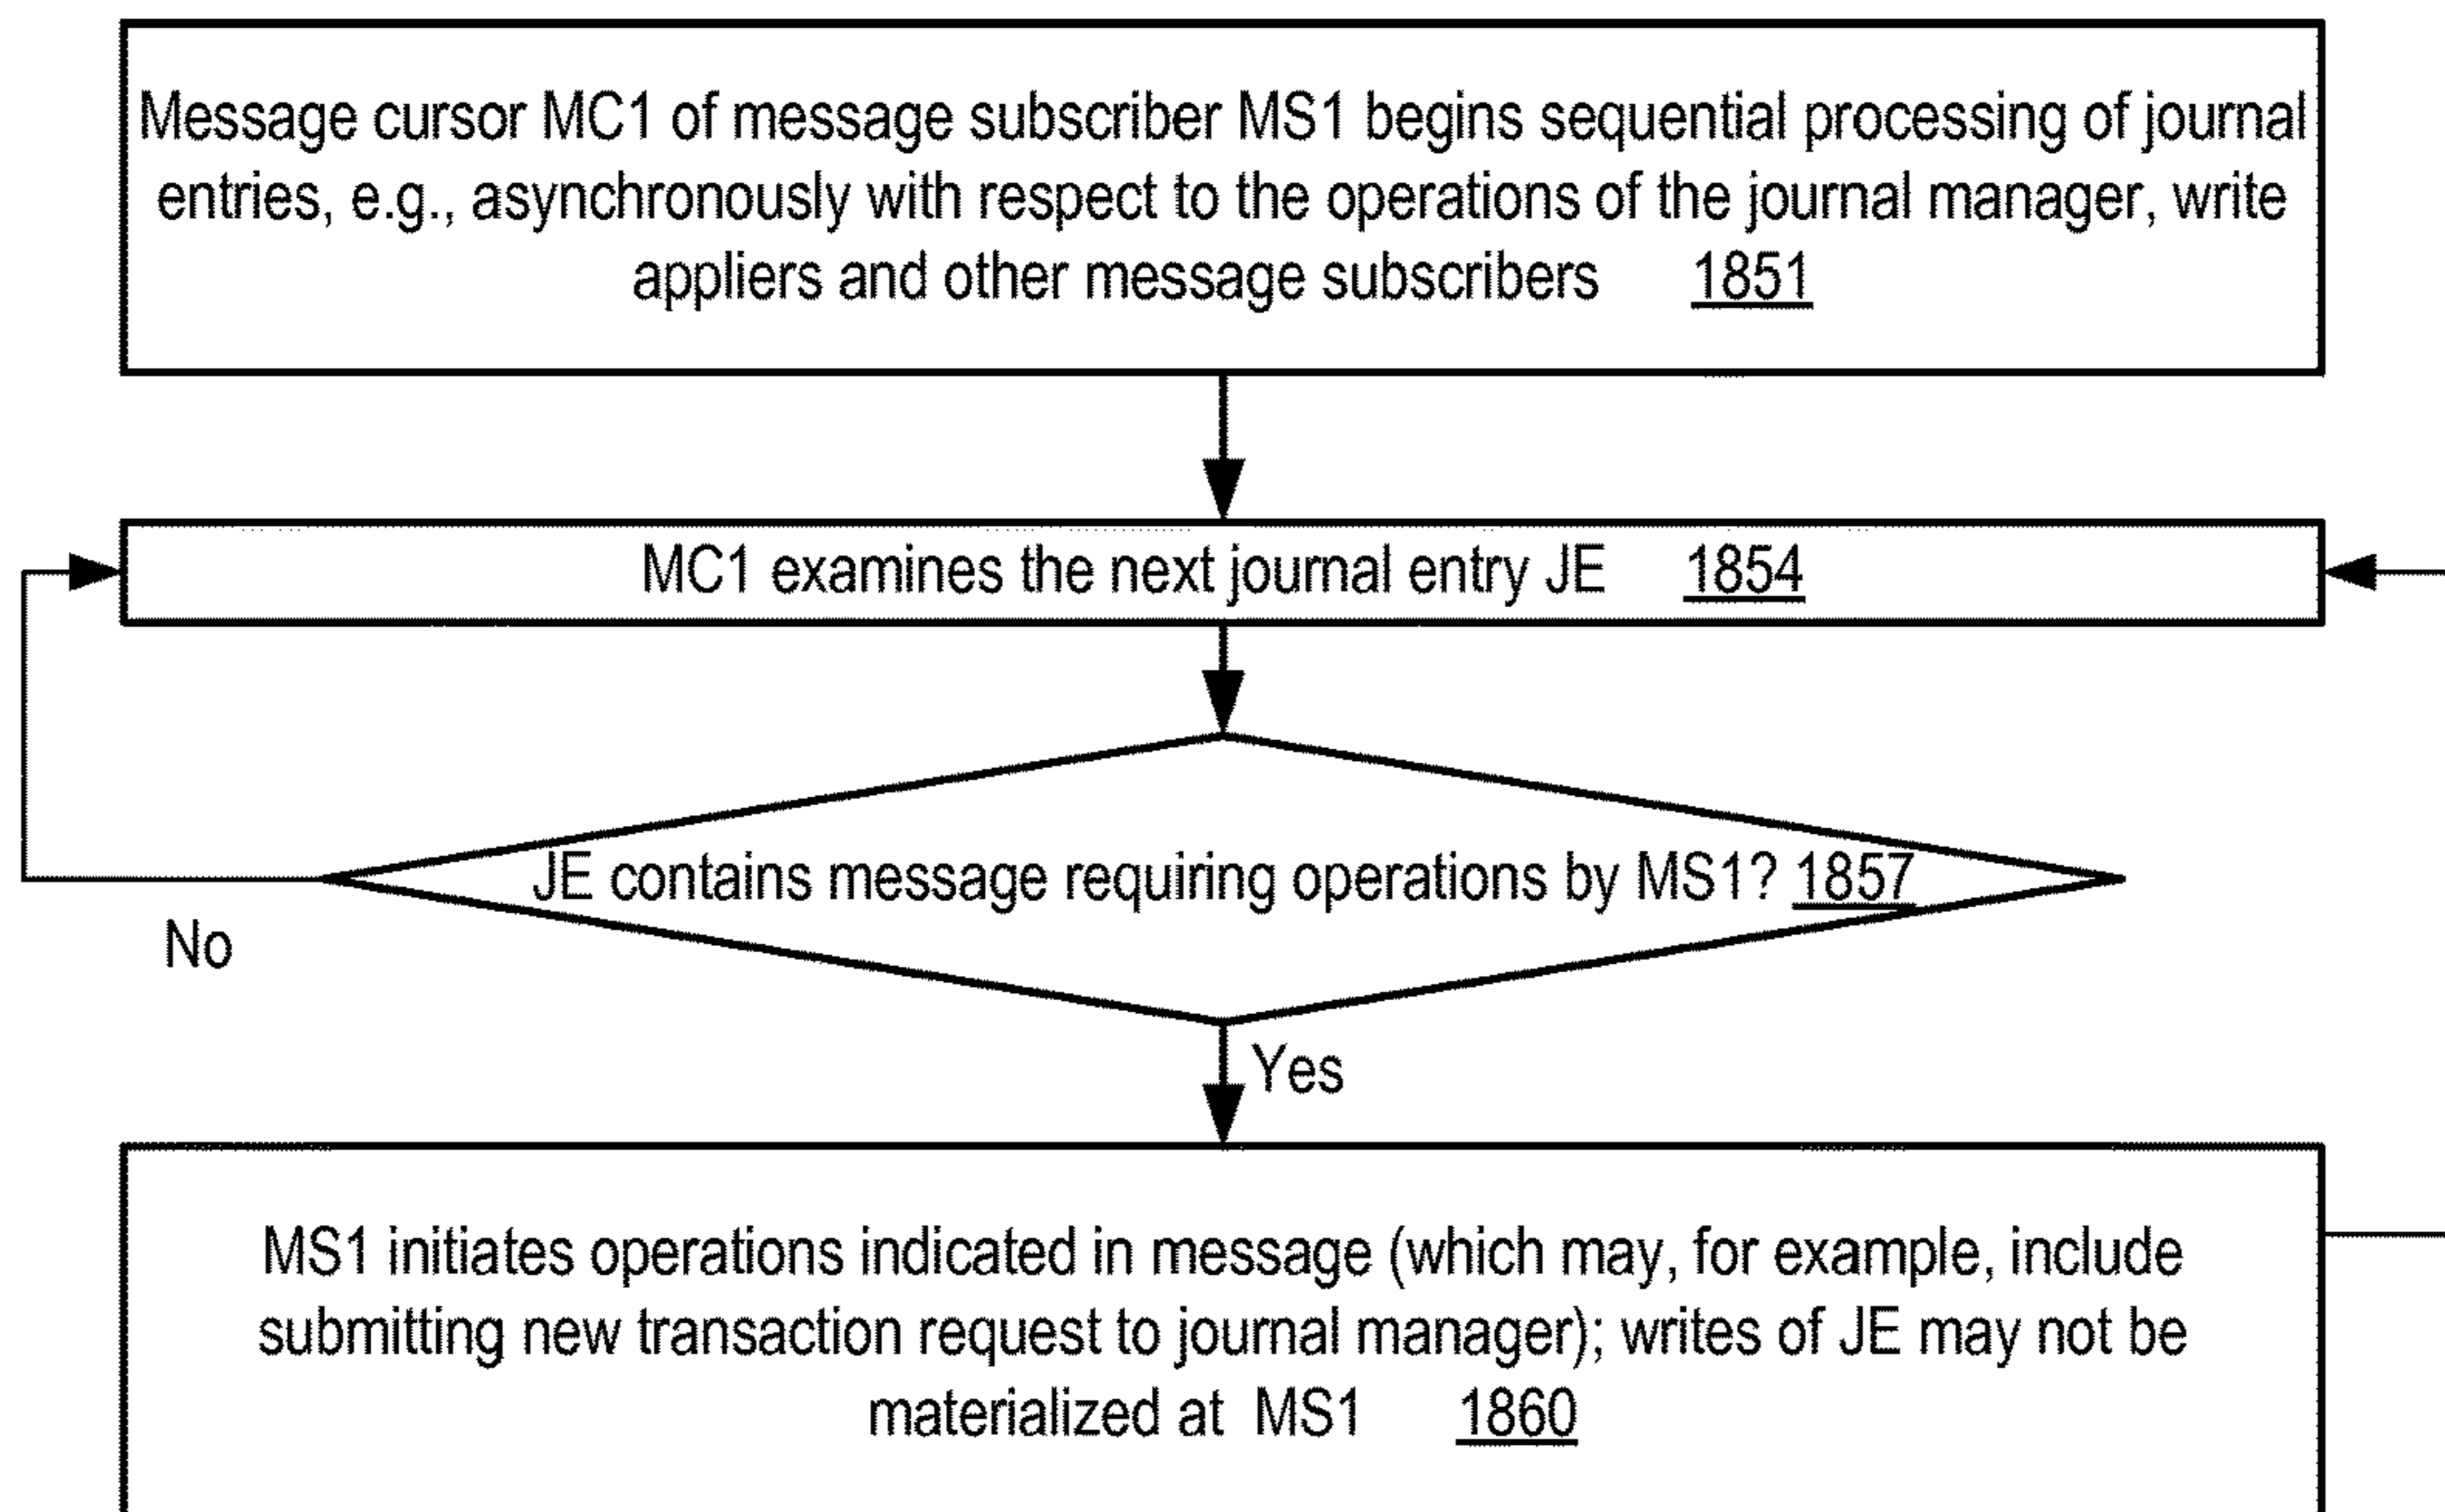 Message cursor MC1 of message subscriber MS1 begins sequential processing of journal
entries, e.g., asynchronously with respect to the operations of the journal manager, write
appliers and other message subscribers 1851
MC1 examines the next journal entry JE 1854
JE contains message requiring operations by MS1? 1857
No
Yes
MS1 initiates operations indicated in message (which may, for example, include
submitting new transaction request to journal manager); writes of JE may not be
materialized at MS1 1860